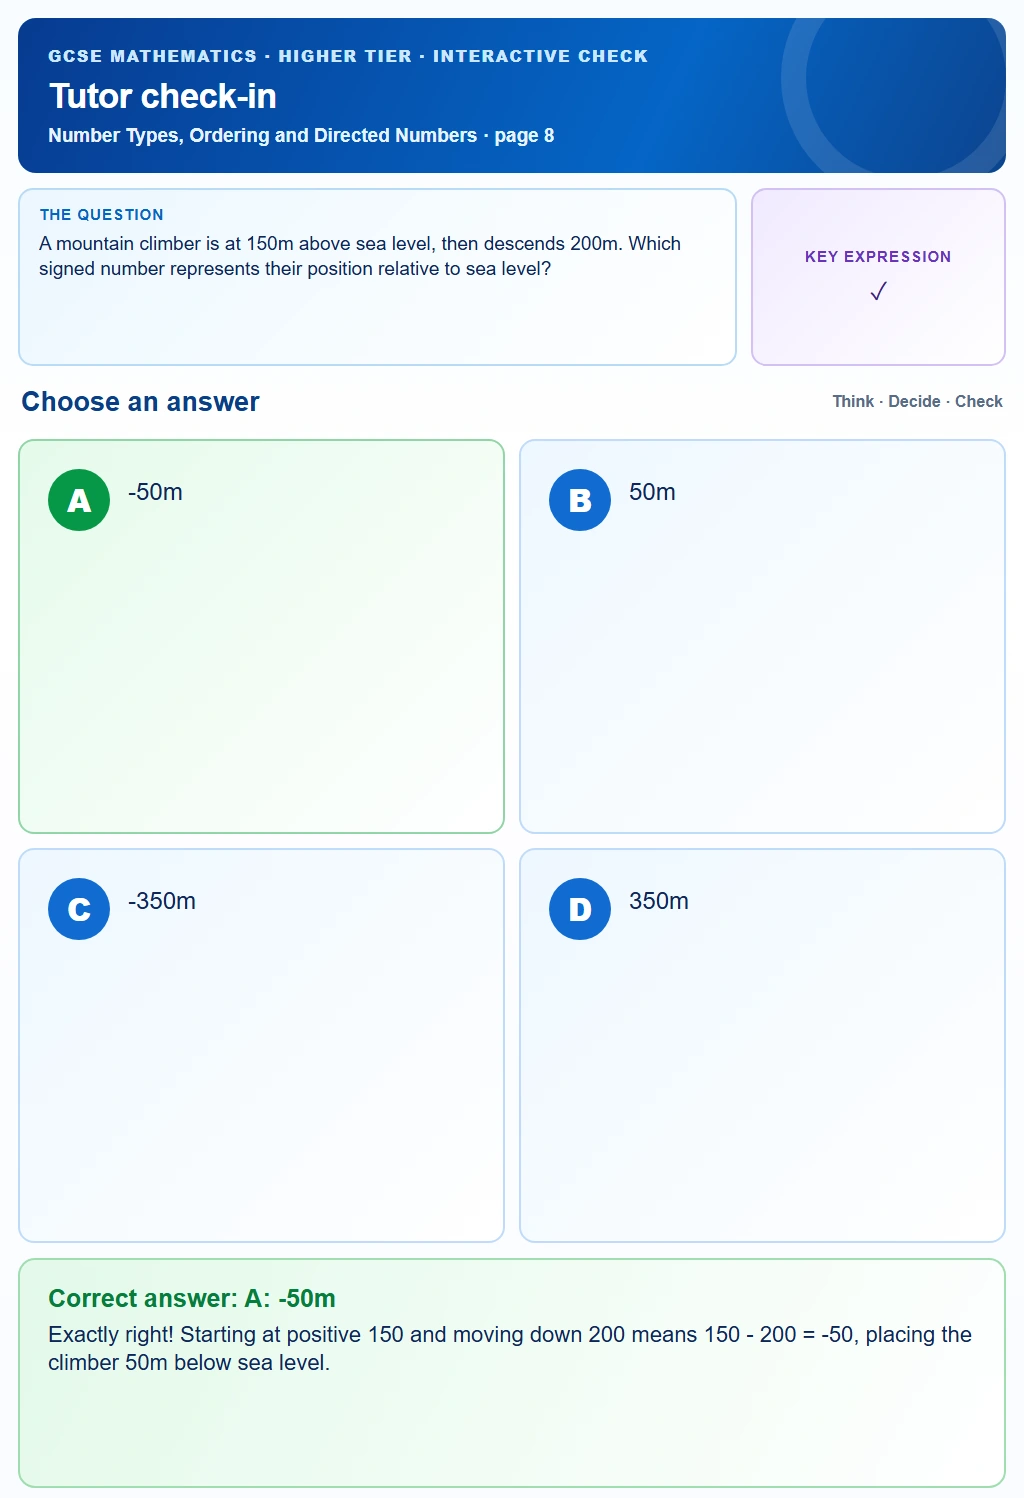 GCSE MATHEMATICS · HIGHER TIER · INTERACTIVE CHECK
Tutor check-in
Number Types, Ordering and Directed Numbers · page 8
THE QUESTION
A mountain climber is at 150m above sea level, then descends 200m. Which
signed number represents their position relative to sea level?
KEY EXPRESSION
✓
Choose an answer
Think · Decide · Check
A
-50m
B
50m
C
-350m
D
350m
Correct answer: A: -50m
Exactly right! Starting at positive 150 and moving down 200 means 150 - 200 = -50, placing the
climber 50m below sea level.